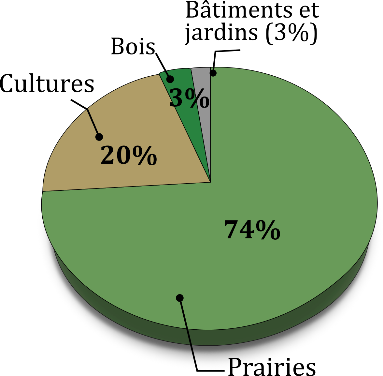 Bâtiments et
jardins (3%)
Bois
Cultures
3%
20%
74%
Prairies